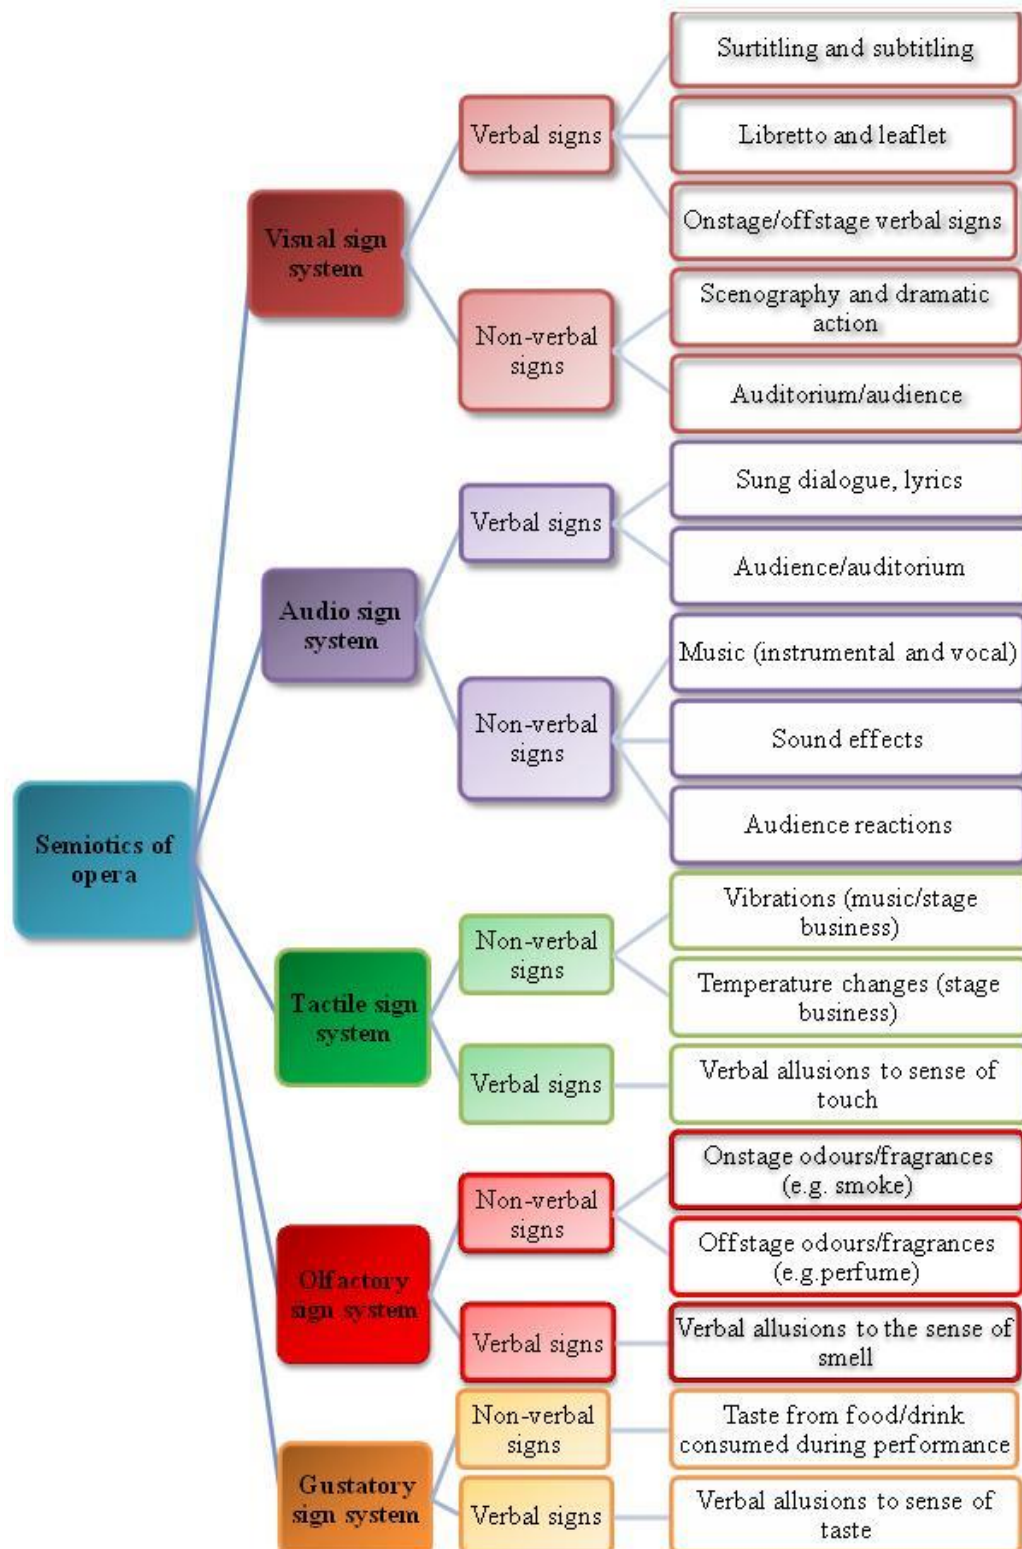 Surtitling and subtitling
Verbal signs
Libretto and leaflet
Onstage/offstage verbal signs
Visual sign
system
Scenography and dramatic
action
Non-verbal
signs
Auditorium/audience
Sung dialogue, lyrics
Verbal signs
Audience/auditorium
Audio sign
system
Music (instrumental and vocal)
Non-verbal
signs
Sound effects
Audience reactions
Semiotics of
opera
Vibrations (music/stage
business)
Non-verbal
signs
Temperature changes (stage
business)
Tactile sign
system
Verbal signs
Verbal allusions to sense of
touch
Onstage odours/fragrances
(e.g. smoke)
Non-verbal
signs
Offstage odours/fragrances
(e.g.perfume)
Olfactory
sign system
Verbal signs
Verbal allusions to the sense of
smell
Non-verbal
signs
Taste from food/drink
consumed during performance
Gustatory
sign system
Verbal signs
Verbal allusions to sense of
taste